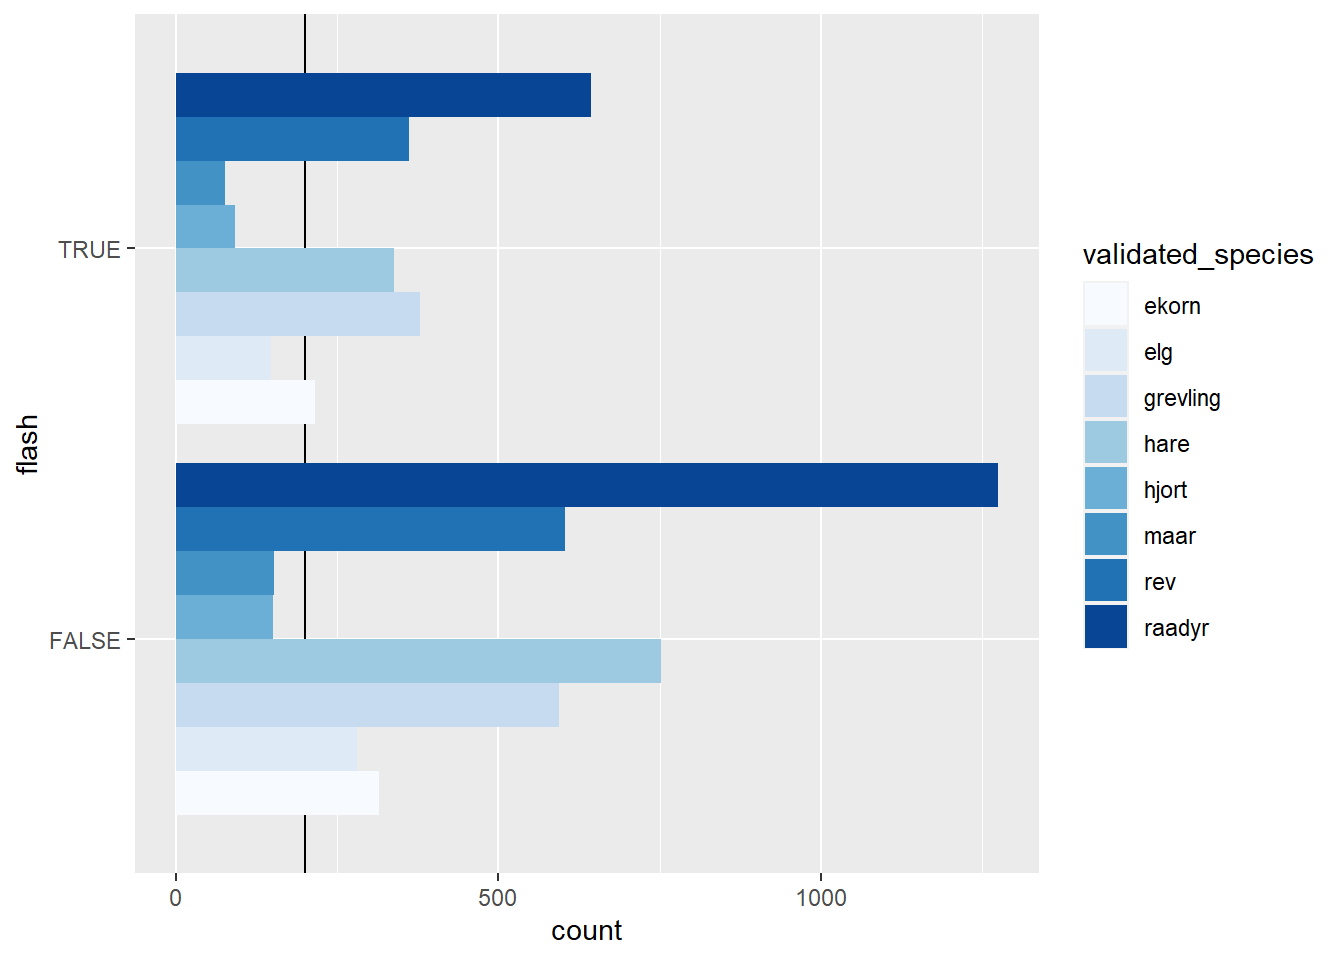 flash
TRUE
FALSE
0
500
1000
count
validated_species
ekorn
elg
grevling
hare
hjort
maar
rev
raadyr